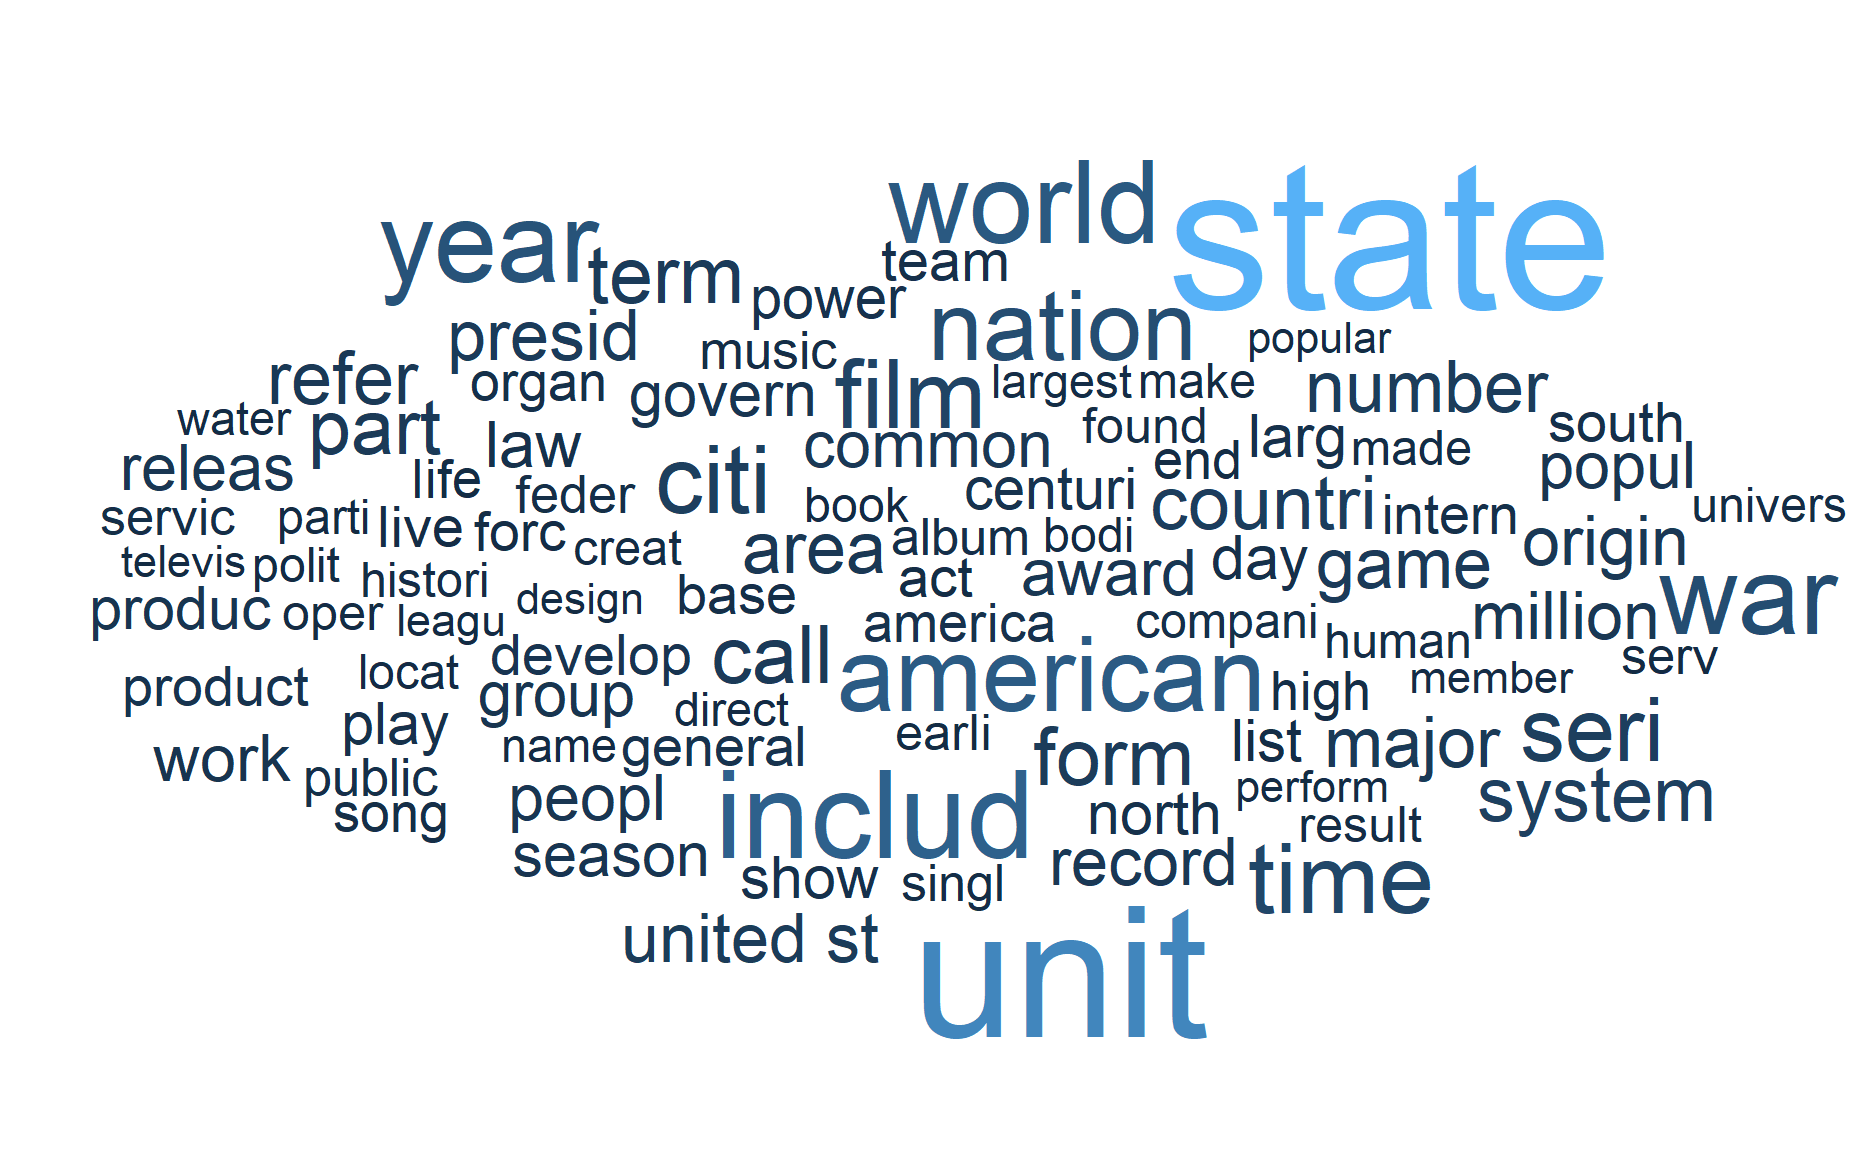 world state
year term team
power
presid music nation popular
refer organ govern film largest make number
water part law common found larg made south
releas life feder citi book centuri end countri popul
servic parti live forc creat area album bodi intern univers
televis polit histori act award day game origin
produc oper leagu design base america compani million war
product locat develop call american human member serv
play group direct high
work name general earli form list major seri
public song peopl includ north perform result system
season show singl record time
united st unit